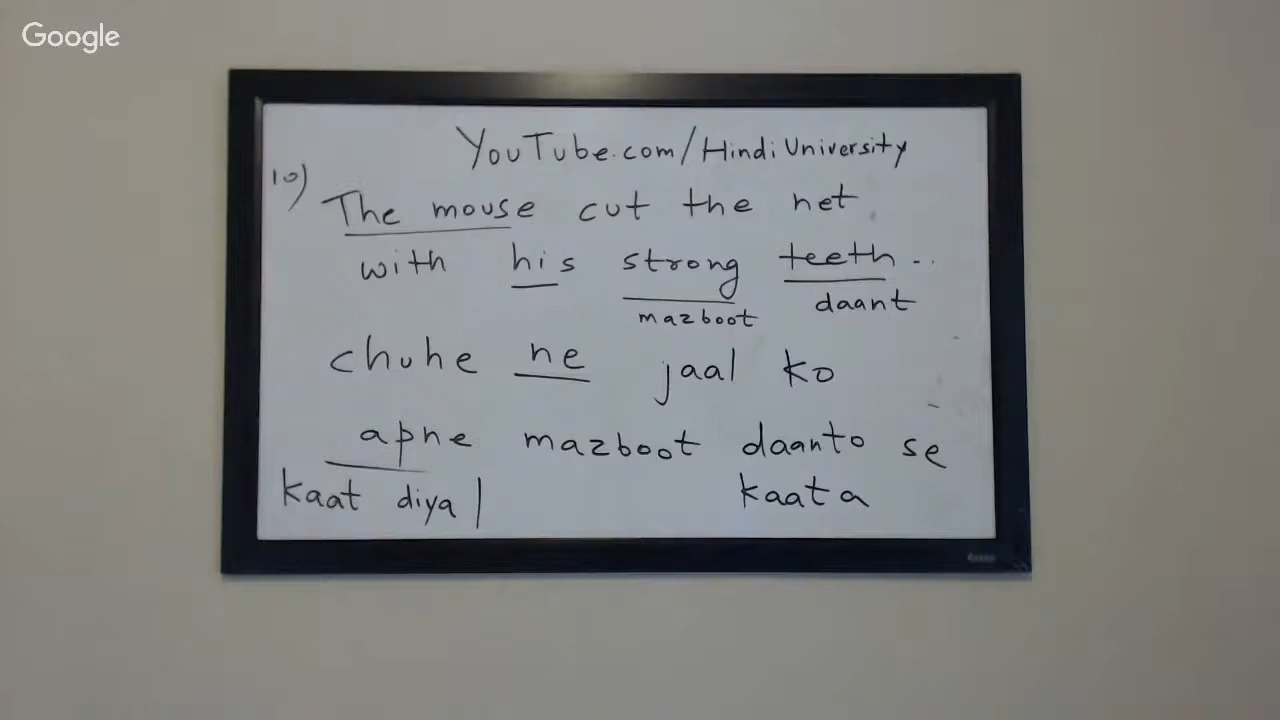 Google
YouTube.com/HindiUniversity
10)
The mouse cut the net
with his strong teeth..
mazboot daant
chuhe ne jaal ko
apne mazboot daanto se
kaat diya| kaata